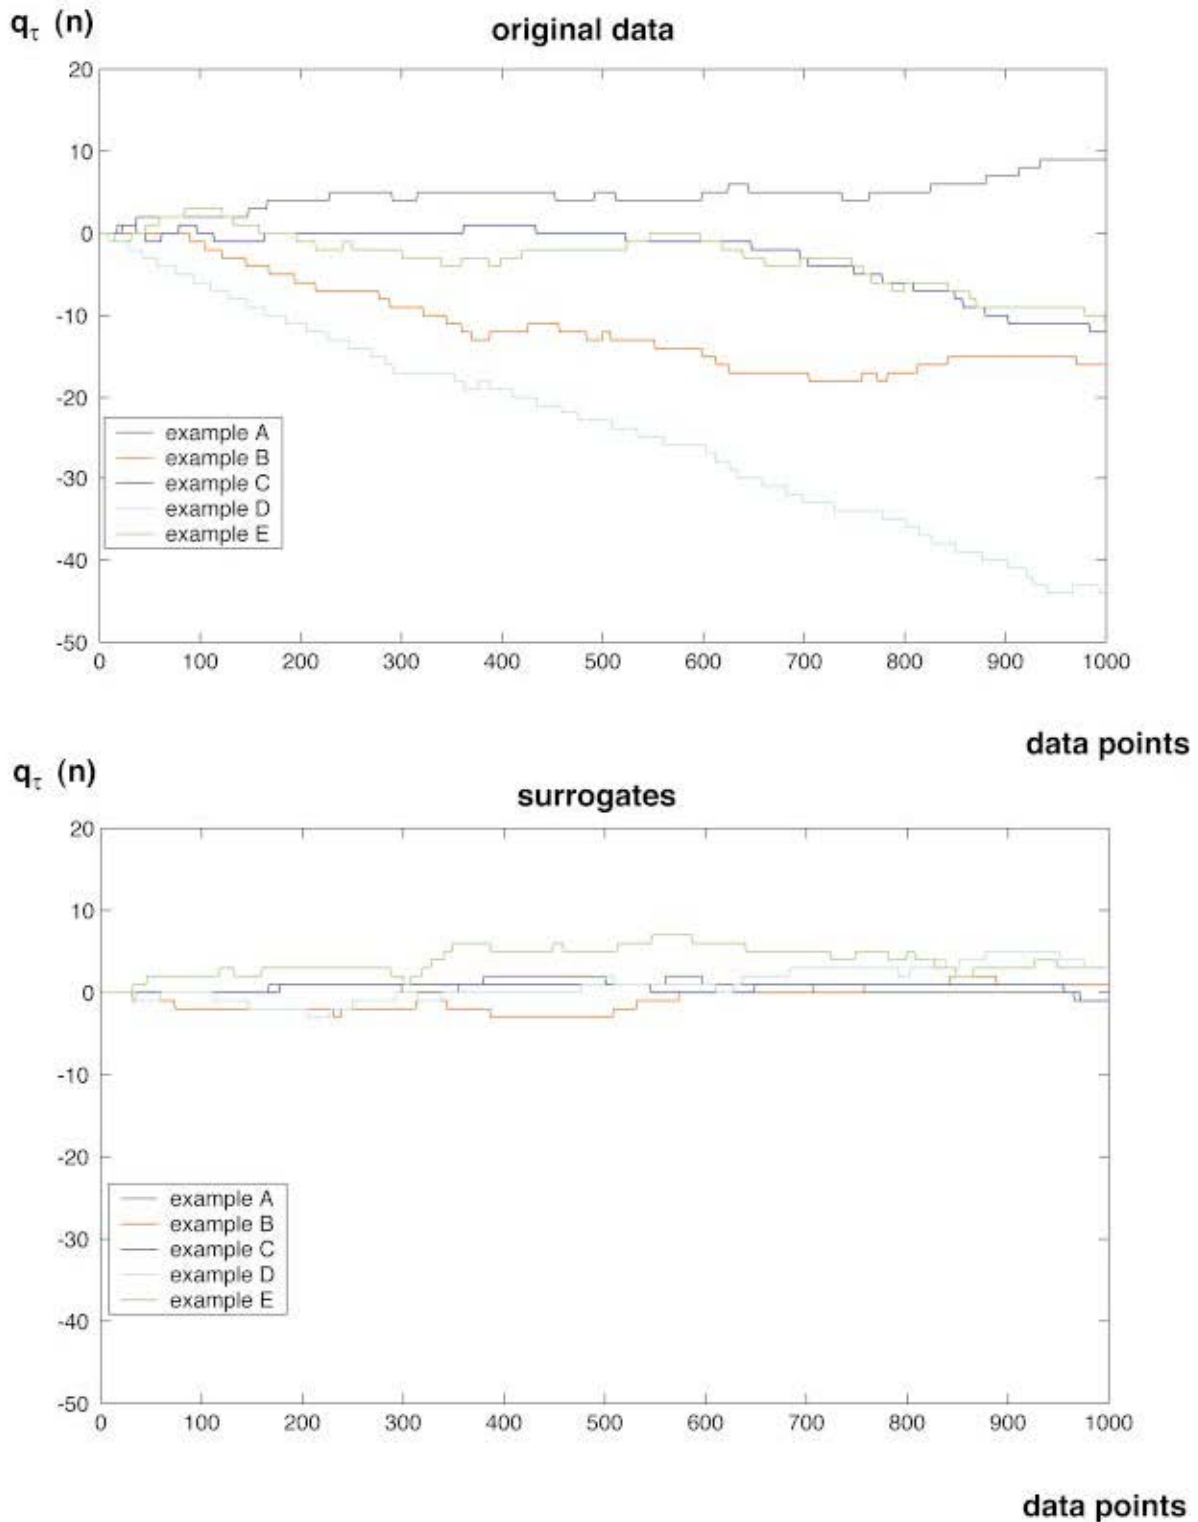 qτ (n)
original data
20
10
0
-10
-20
-30
-40
-50
example A
example B
example C
example D
example E
0 100 200 300 400 500 600 700 800 900 1000
data points
qτ (n)
surrogates
20
10
0
-10
-20
-30
-40
-50
example A
example B
example C
example D
example E
0 100 200 300 400 500 600 700 800 900 1000
data points